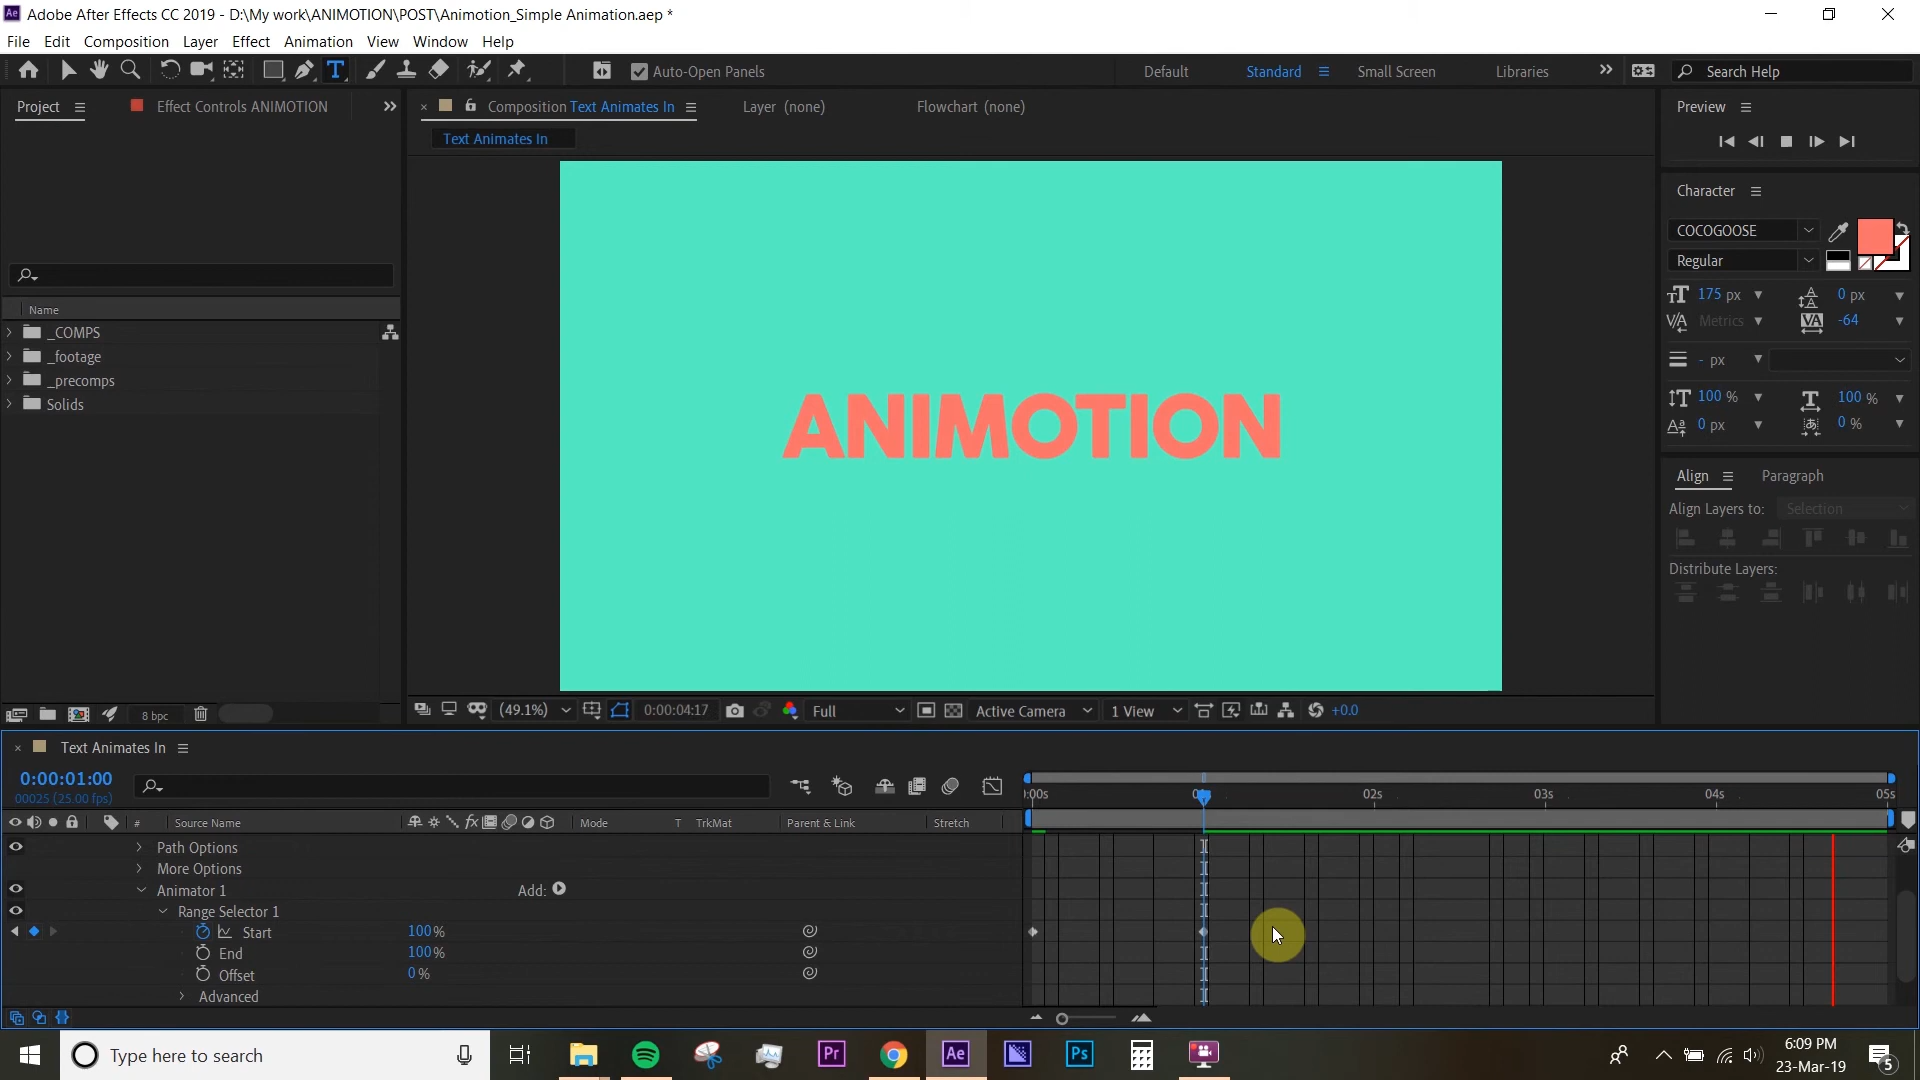 Ae Adobe After Effects CC 2019 - D:\My work\ANIMOTION\POST\Animotion_Simple Animation.aep *
File Edit Composition Layer Effect Animation View Window Help
T Auto-Open Panels Default Standard Small Screen Libraries Search Help
Project Effect Controls ANIMOTION Composition Text Animates In Layer (none) Flowchart (none) Preview
Text Animates In
Character
COCOGOOSE
Regular
175 px 0 px
Metrics -64
- px
100 % 100 %
0 px 0 %
Name
_COMPS
_footage
_precomps
Solids
ANIMOTION
Align Paragraph
Align Layers to: Selection
Distribute Layers:
8 bpc (49.1%) 0:00:04:17 Full Active Camera 1 View +0.0
Text Animates In
0:00:01:00
00025 (25.00 fps)
:00s 02s 03s 04s 05s
# Source Name fx Mode T TrkMat Parent & Link Stretch
Path Options
More Options
Animator 1 Add:
Range Selector 1
Start 100%
End 100%
Offset 0%
Advanced
Type here to search Pr Ae Ps 6:09 PM
23-Mar-19 5